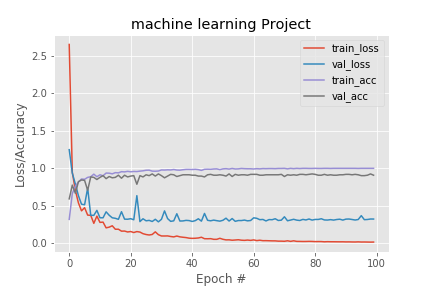 machine learning Project
train_loss
val_loss
train_acc
val_acc
Loss/Accuracy
2.5
2.0
1.5
1.0
0.5
0.0
0 20 40 60 80 100
Epoch #